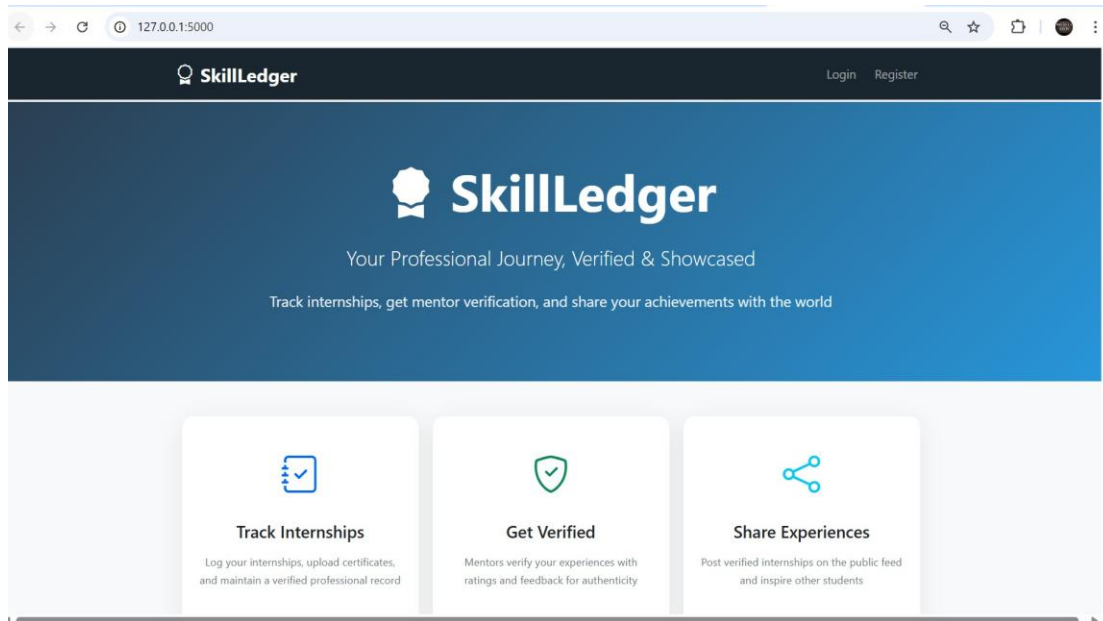 127.0.0.1:5000
SkillLedger
Login Register
SkillLedger
Your Professional Journey, Verified & Showcased
Track internships, get mentor verification, and share your achievements with the world
Track Internships
Log your internships, upload certificates,
and maintain a verified professional record
Get Verified
Mentors verify your experiences with
ratings and feedback for authenticity
Share Experiences
Post verified internships on the public feed
and inspire other students